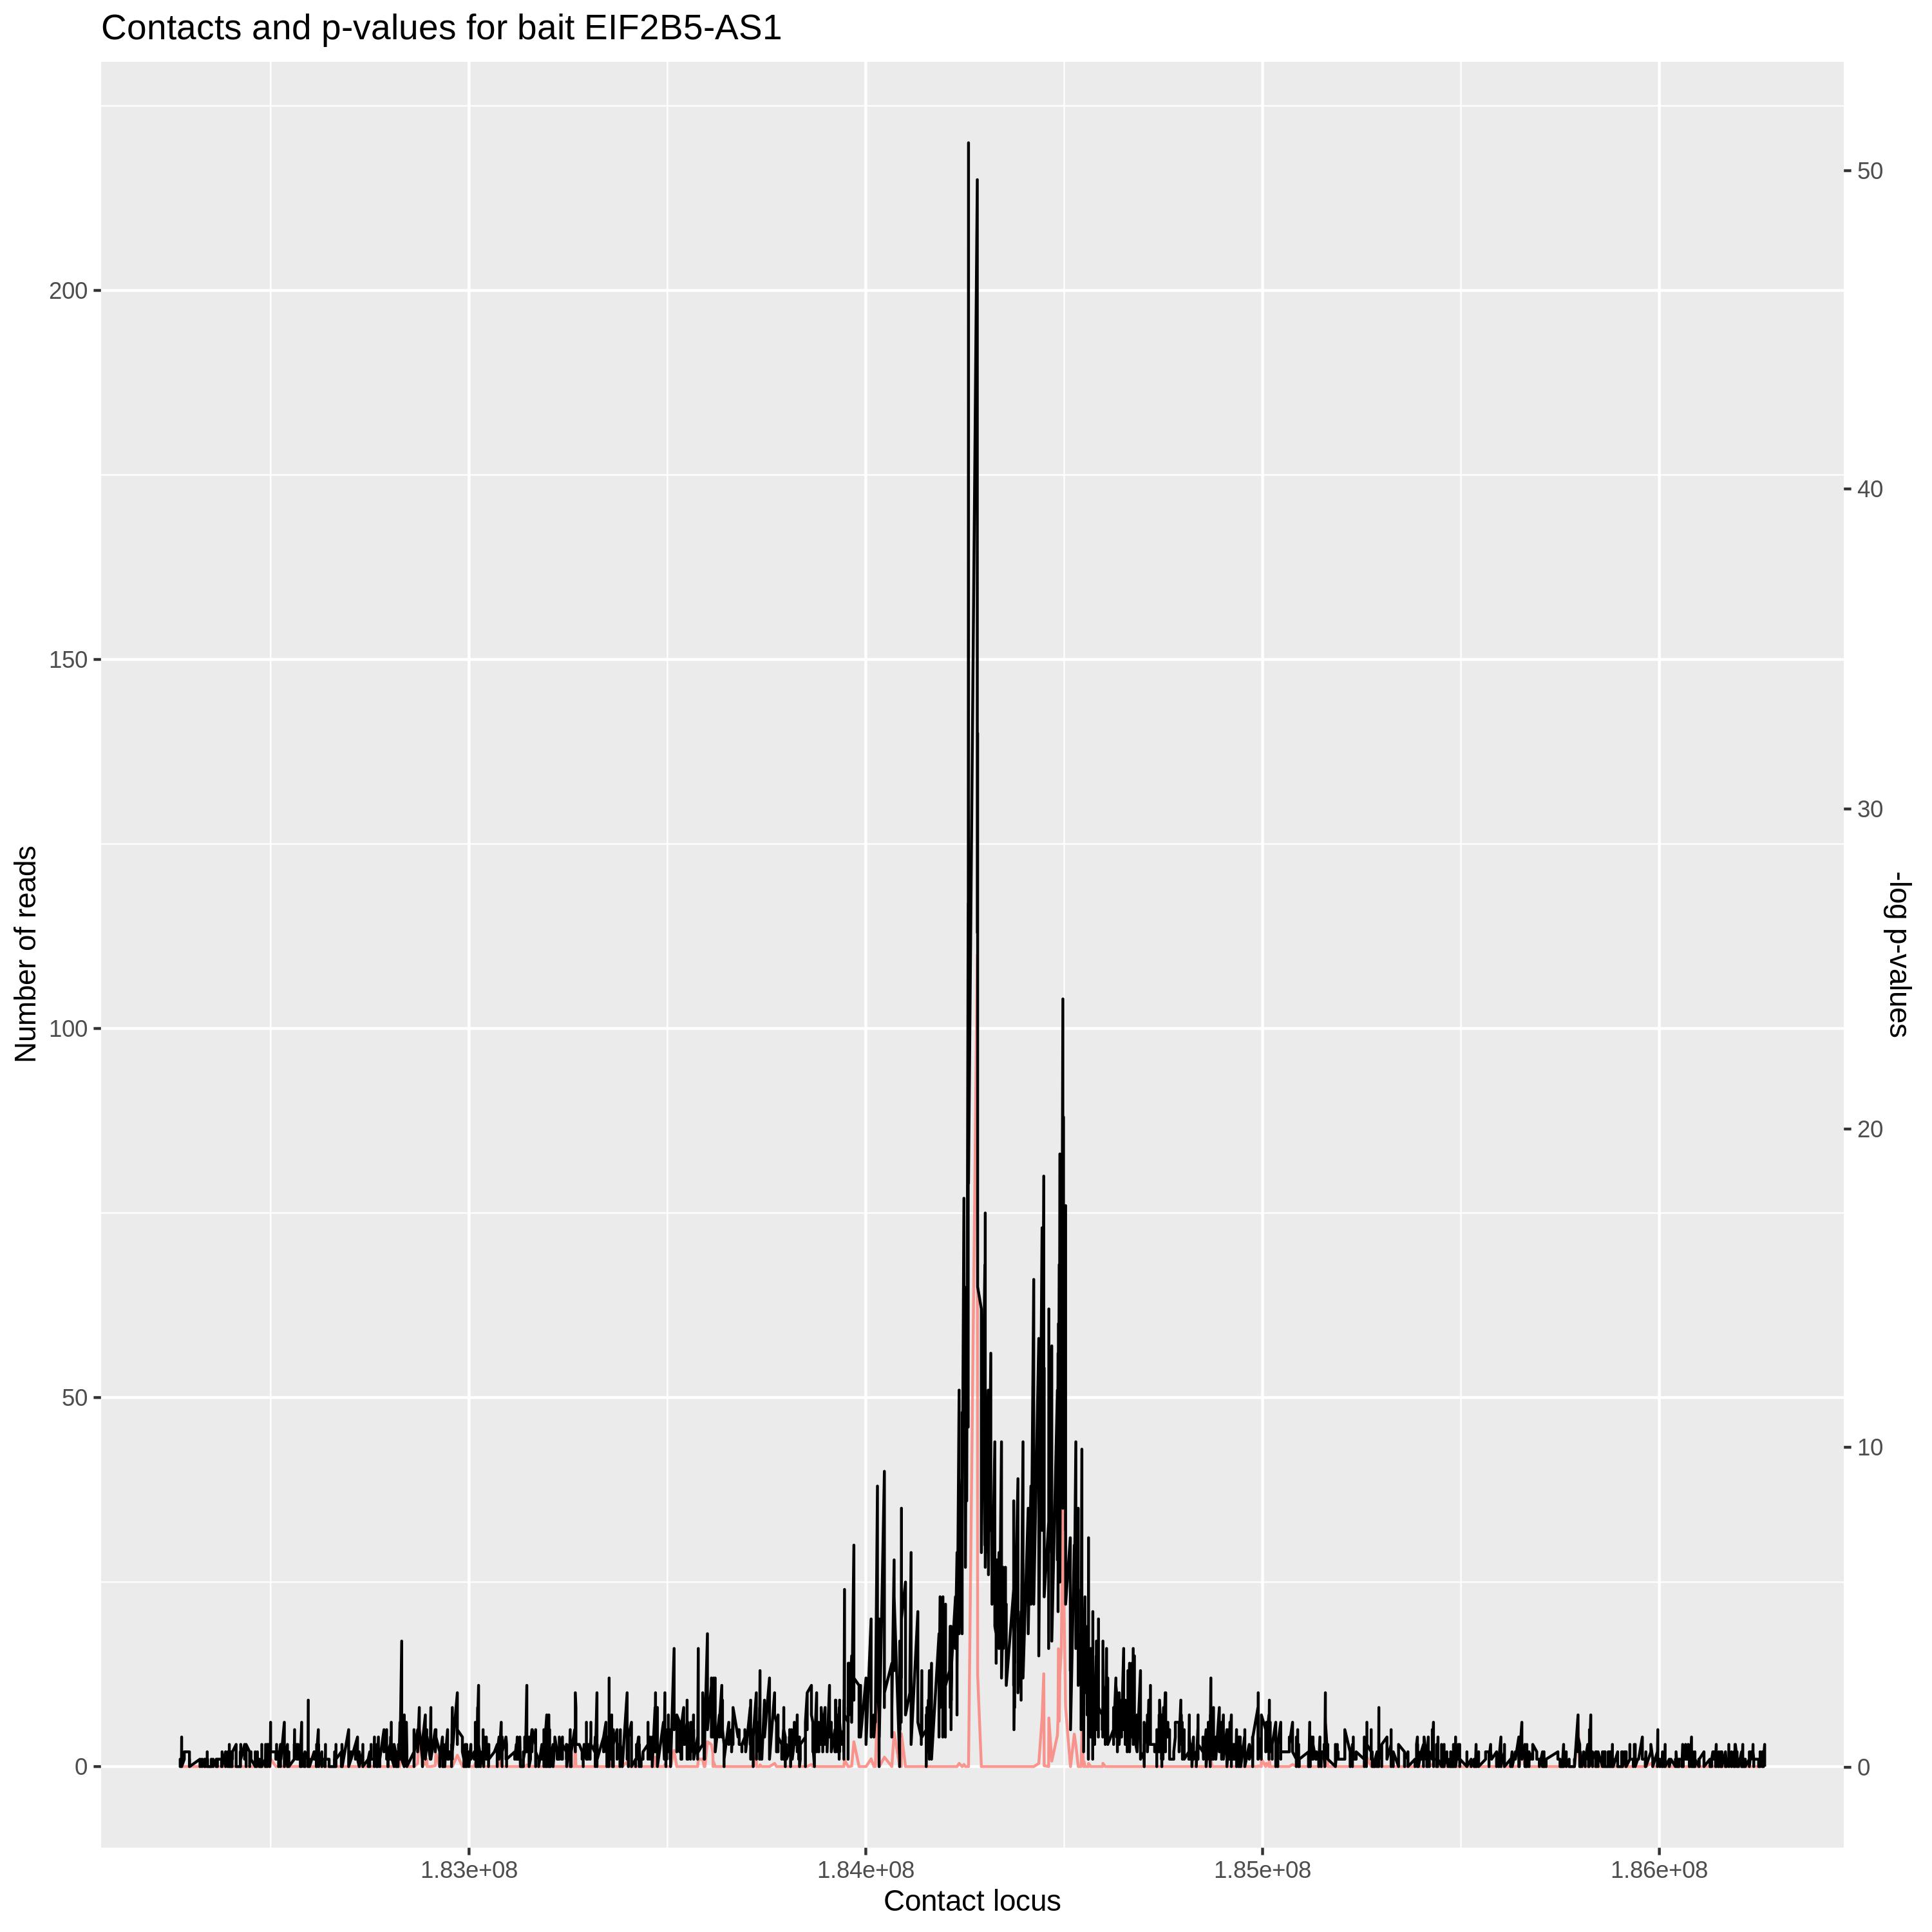 Contacts and p-values for bait EIF2B5-AS1
Number of reads
200
150
100
50
0
50
40
30
20
10
0
-log p-values
1.83e+08
1.84e+08
1.85e+08
1.86e+08
Contact locus